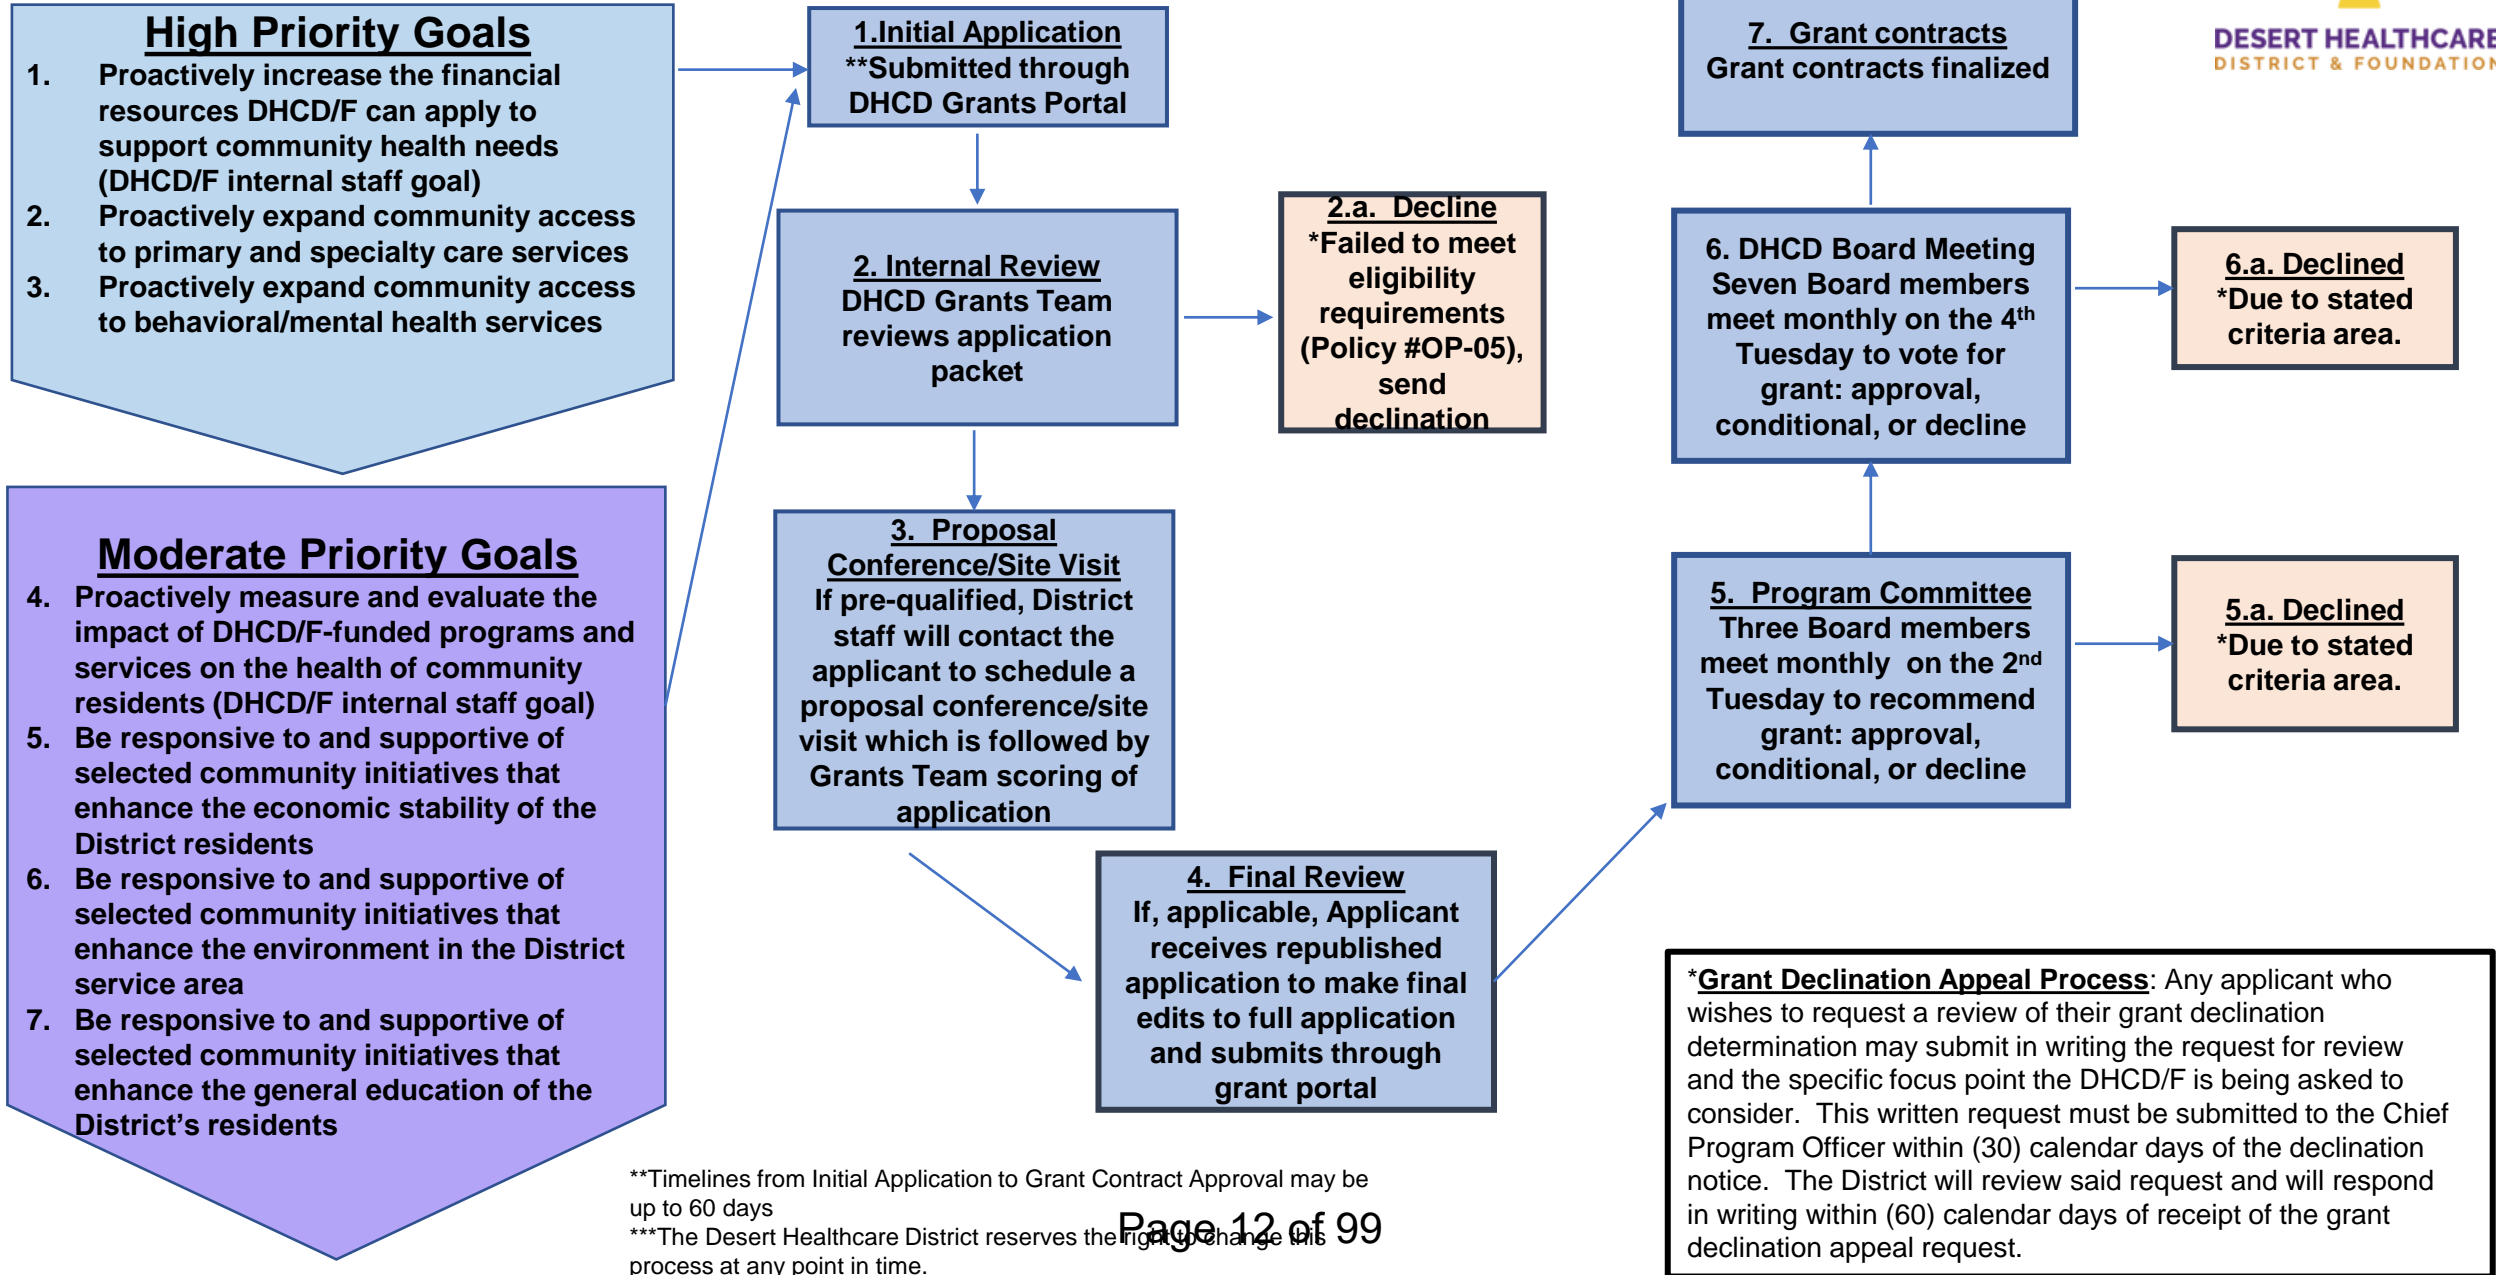 High Priority Goals
1. Proactively increase the financial
resources DHCD/F can apply to
support community health needs
(DHCD/F internal staff goal)
2. Proactively expand community access
to primary and specialty care services
3. Proactively expand community access
to behavioral/mental health services
Moderate Priority Goals
4. Proactively measure and evaluate the
impact of DHCD/F-funded programs and
services on the health of community
residents (DHCD/F internal staff goal)
5. Be responsive to and supportive of
selected community initiatives that
enhance the economic stability of the
District residents
6. Be responsive to and supportive of
selected community initiatives that
enhance the environment in the District
service area
7. Be responsive to and supportive of
selected community initiatives that
enhance the general education of the
District's residents
1.Initial Application
**Submitted through
DHCD Grants Portal
2. Internal Review
DHCD Grants Team
reviews application
packet
2.a. Decline
*Failed to meet
eligibility
requirements
(Policy #OP-05),
send
declination
3. Proposal
Conference/Site Visit
If pre-qualified, District
staff will contact the
applicant to schedule a
proposal conference/site
visit which is followed by
Grants Team scoring of
application
4. Final Review
If, applicable, Applicant
receives republished
application to make final
edits to full application
and submits through
grant portal
7. Grant contracts
Grant contracts finalized
6. DHCD Board Meeting
Seven Board members
meet monthly on the 4th
Tuesday to vote for
grant: approval,
conditional, or decline
6.a. Declined
*Due to stated
criteria area.
5. Program Committee
Three Board members
meet monthly on the 2nd
Tuesday to recommend
grant: approval,
conditional, or decline
5.a. Declined
*Due to stated
criteria area.
DESERT HEALTHCARE
DISTRICT & FOUNDATION
*Grant Declination Appeal Process: Any applicant who
wishes to request a review of their grant declination
determination may submit in writing the request for review
and the specific focus point the DHCD/F is being asked to
consider. This written request must be submitted to the Chief
Program Officer within (30) calendar days of the declination
notice. The District will review said request and will respond
in writing within (60) calendar days of receipt of the grant
declination appeal request.
**Timelines from Initial Application to Grant Contract Approval may be
up to 60 days
***The Desert Healthcare District reserves the right to change this
process at any point in time.
Page 12 of 99